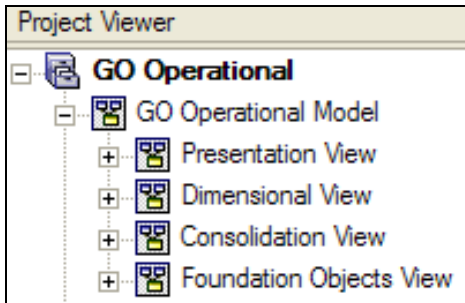 Project Viewer
GO Operational
GO Operational Model
Presentation View
Dimensional View
Consolidation View
Foundation Objects View